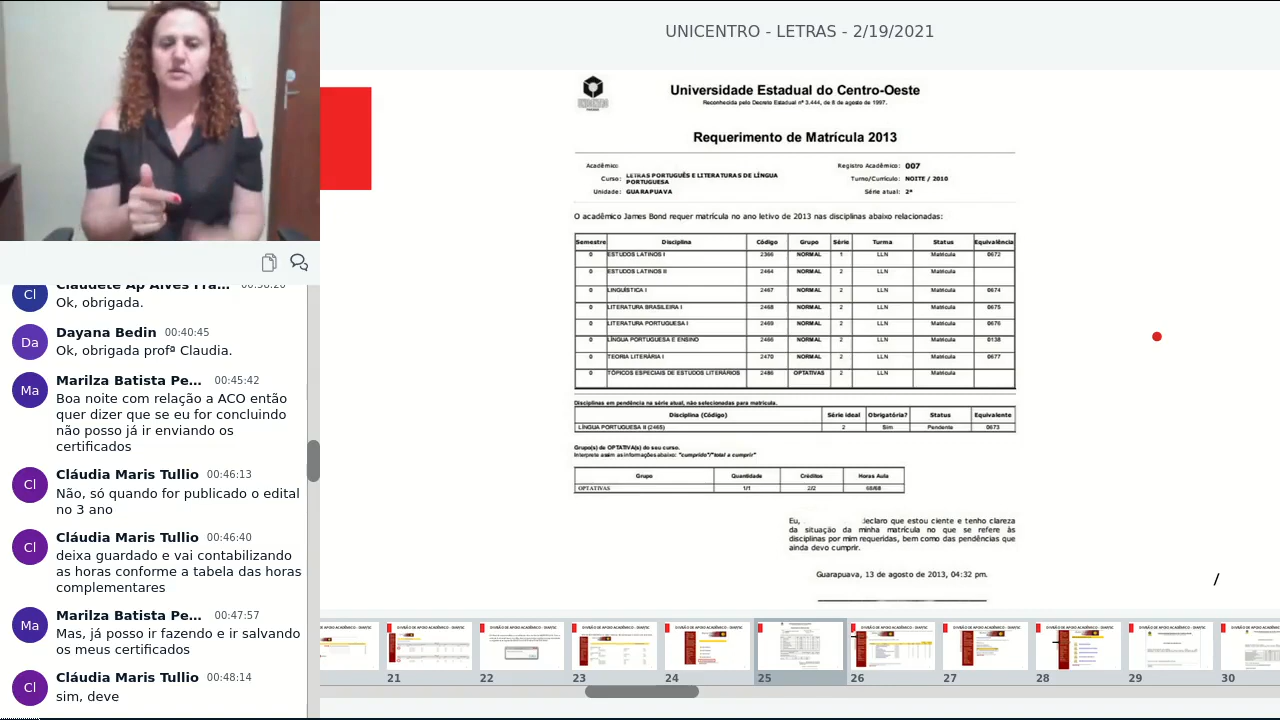 UNICENTRO - LETRAS - 2/19/2021
Universidade Estadual do Centro-Oeste
Reconhecida pelo Decreto Estadual nº 3.444, de 8 de agosto de 1997.
Requerimento de Matrícula 2013
Acadêmico
Registro Acadêmico: 007
Curso: LETRAS PORTUGUÊS E LITERATURAS DE LÍNGUA
PORTUGUESA
Turno/Currículo: NOITE / 2010
Unidade: GUARAPUAVA
Série atual: 2ª
O acadêmico James Bond requer matrícula no ano letivo de 2013 nas disciplinas abaixo relacionadas:
Semestre Disciplina Código Grupo Série Turma Status Equivalência
0 ESTUDOS LATINOS I 2366 NORMAL 1 LLN Matrícula 0672
0 ESTUDOS LATINOS II 2464 NORMAL 2 LLN Matrícula
0 LINGUÍSTICA I 2467 NORMAL 2 LLN Matrícula 0674
0 LITERATURA BRASILEIRA I 2468 NORMAL 2 LLN Matrícula 0675
0 LITERATURA PORTUGUESA I 2469 NORMAL 2 LLN Matrícula 0676
0 LÍNGUA PORTUGUESA E ENSINO 2466 NORMAL 2 LLN Matrícula 0138
0 TEORIA LITERÁRIA I 2470 NORMAL 2 LLN Matrícula 0677
0 TÓPICOS ESPECIAIS DE ESTUDOS LITERÁRIOS 2486 OPTATIVAS 2 LLN Matrícula
Disciplinas em pendência na série atual, não selecionadas para matrícula.
Disciplina (Código) Série ideal Obrigatória? Status Equivalente
LÍNGUA PORTUGUESA II (2465) 2 Sim Pendente 0673
Grupo(s) de OPTATIVA(s) do seu curso.
Interprete assim as informações abaixo: "cumprido"/"total a cumprir"
Grupo Quantidade Créditos Horas Aula
OPTATIVAS 1/1 2/2 68/68
Eu, declaro que estou ciente e tenho clareza
da situação da minha matrícula no que se refere às
disciplinas por mim requeridas, bem como das pendências que
ainda devo cumprir.
Guarapuava, 13 de agosto de 2013, 04:32 pm.
/
Cl Claudete Ap Alves Fra... 00:38:20
Ok, obrigada.
Da Dayana Bedin 00:40:45
Ok, obrigada profª Claudia.
Ma Marilza Batista Pe... 00:45:42
Boa noite com relação a ACO então
quer dizer que se eu for concluindo
não posso já ir enviando os
certificados
Cl Cláudia Maris Tullio 00:46:13
Não, só quando for publicado o edital
no 3 ano
Cl Cláudia Maris Tullio 00:46:40
deixa guardado e vai contabilizando
as horas conforme a tabela das horas
complementares
Ma Marilza Batista Pe... 00:47:57
Mas, já posso ir fazendo e ir salvando
os meus certificados
Cl Cláudia Maris Tullio 00:48:14
sim, deve
21 22 23 24 25 26 27 28 29 30